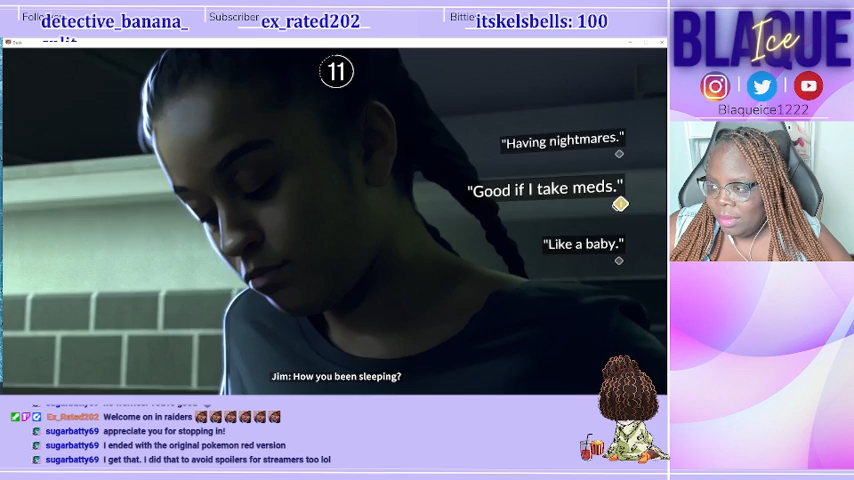 Follow
detective_banana_
Subscriber
ex_rated202
Bittie
itskelsbells: 100
BLAQUE
Ice
Blaqueice1222
11
"Having nightmares."
"Good if I take meds."
"Like a baby."
Jim: How you been sleeping?
Ex_Rated202 Welcome on in raiders
sugarbatty69 appreciate you for stopping in!
sugarbatty69 I ended with the original pokemon red version
sugarbatty69 I get that. I did that to avoid spoilers for streamers too lol